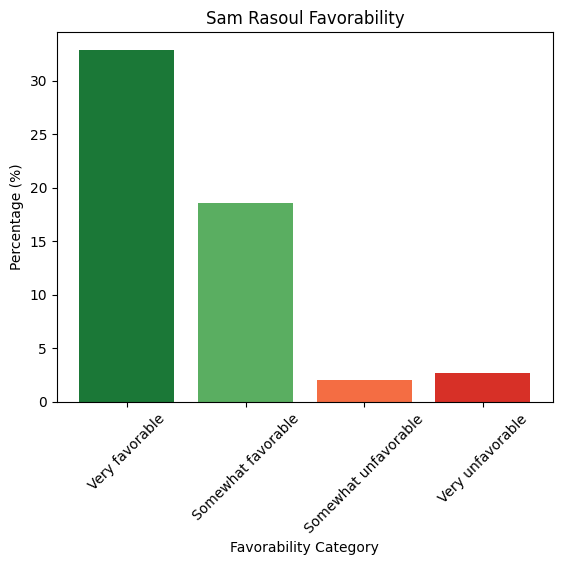 Sam Rasoul Favorability
Percentage (%)
30
25
20
15
10
5
0
Very favorable
Somewhat favorable
Somewhat unfavorable
Very unfavorable
Favorability Category